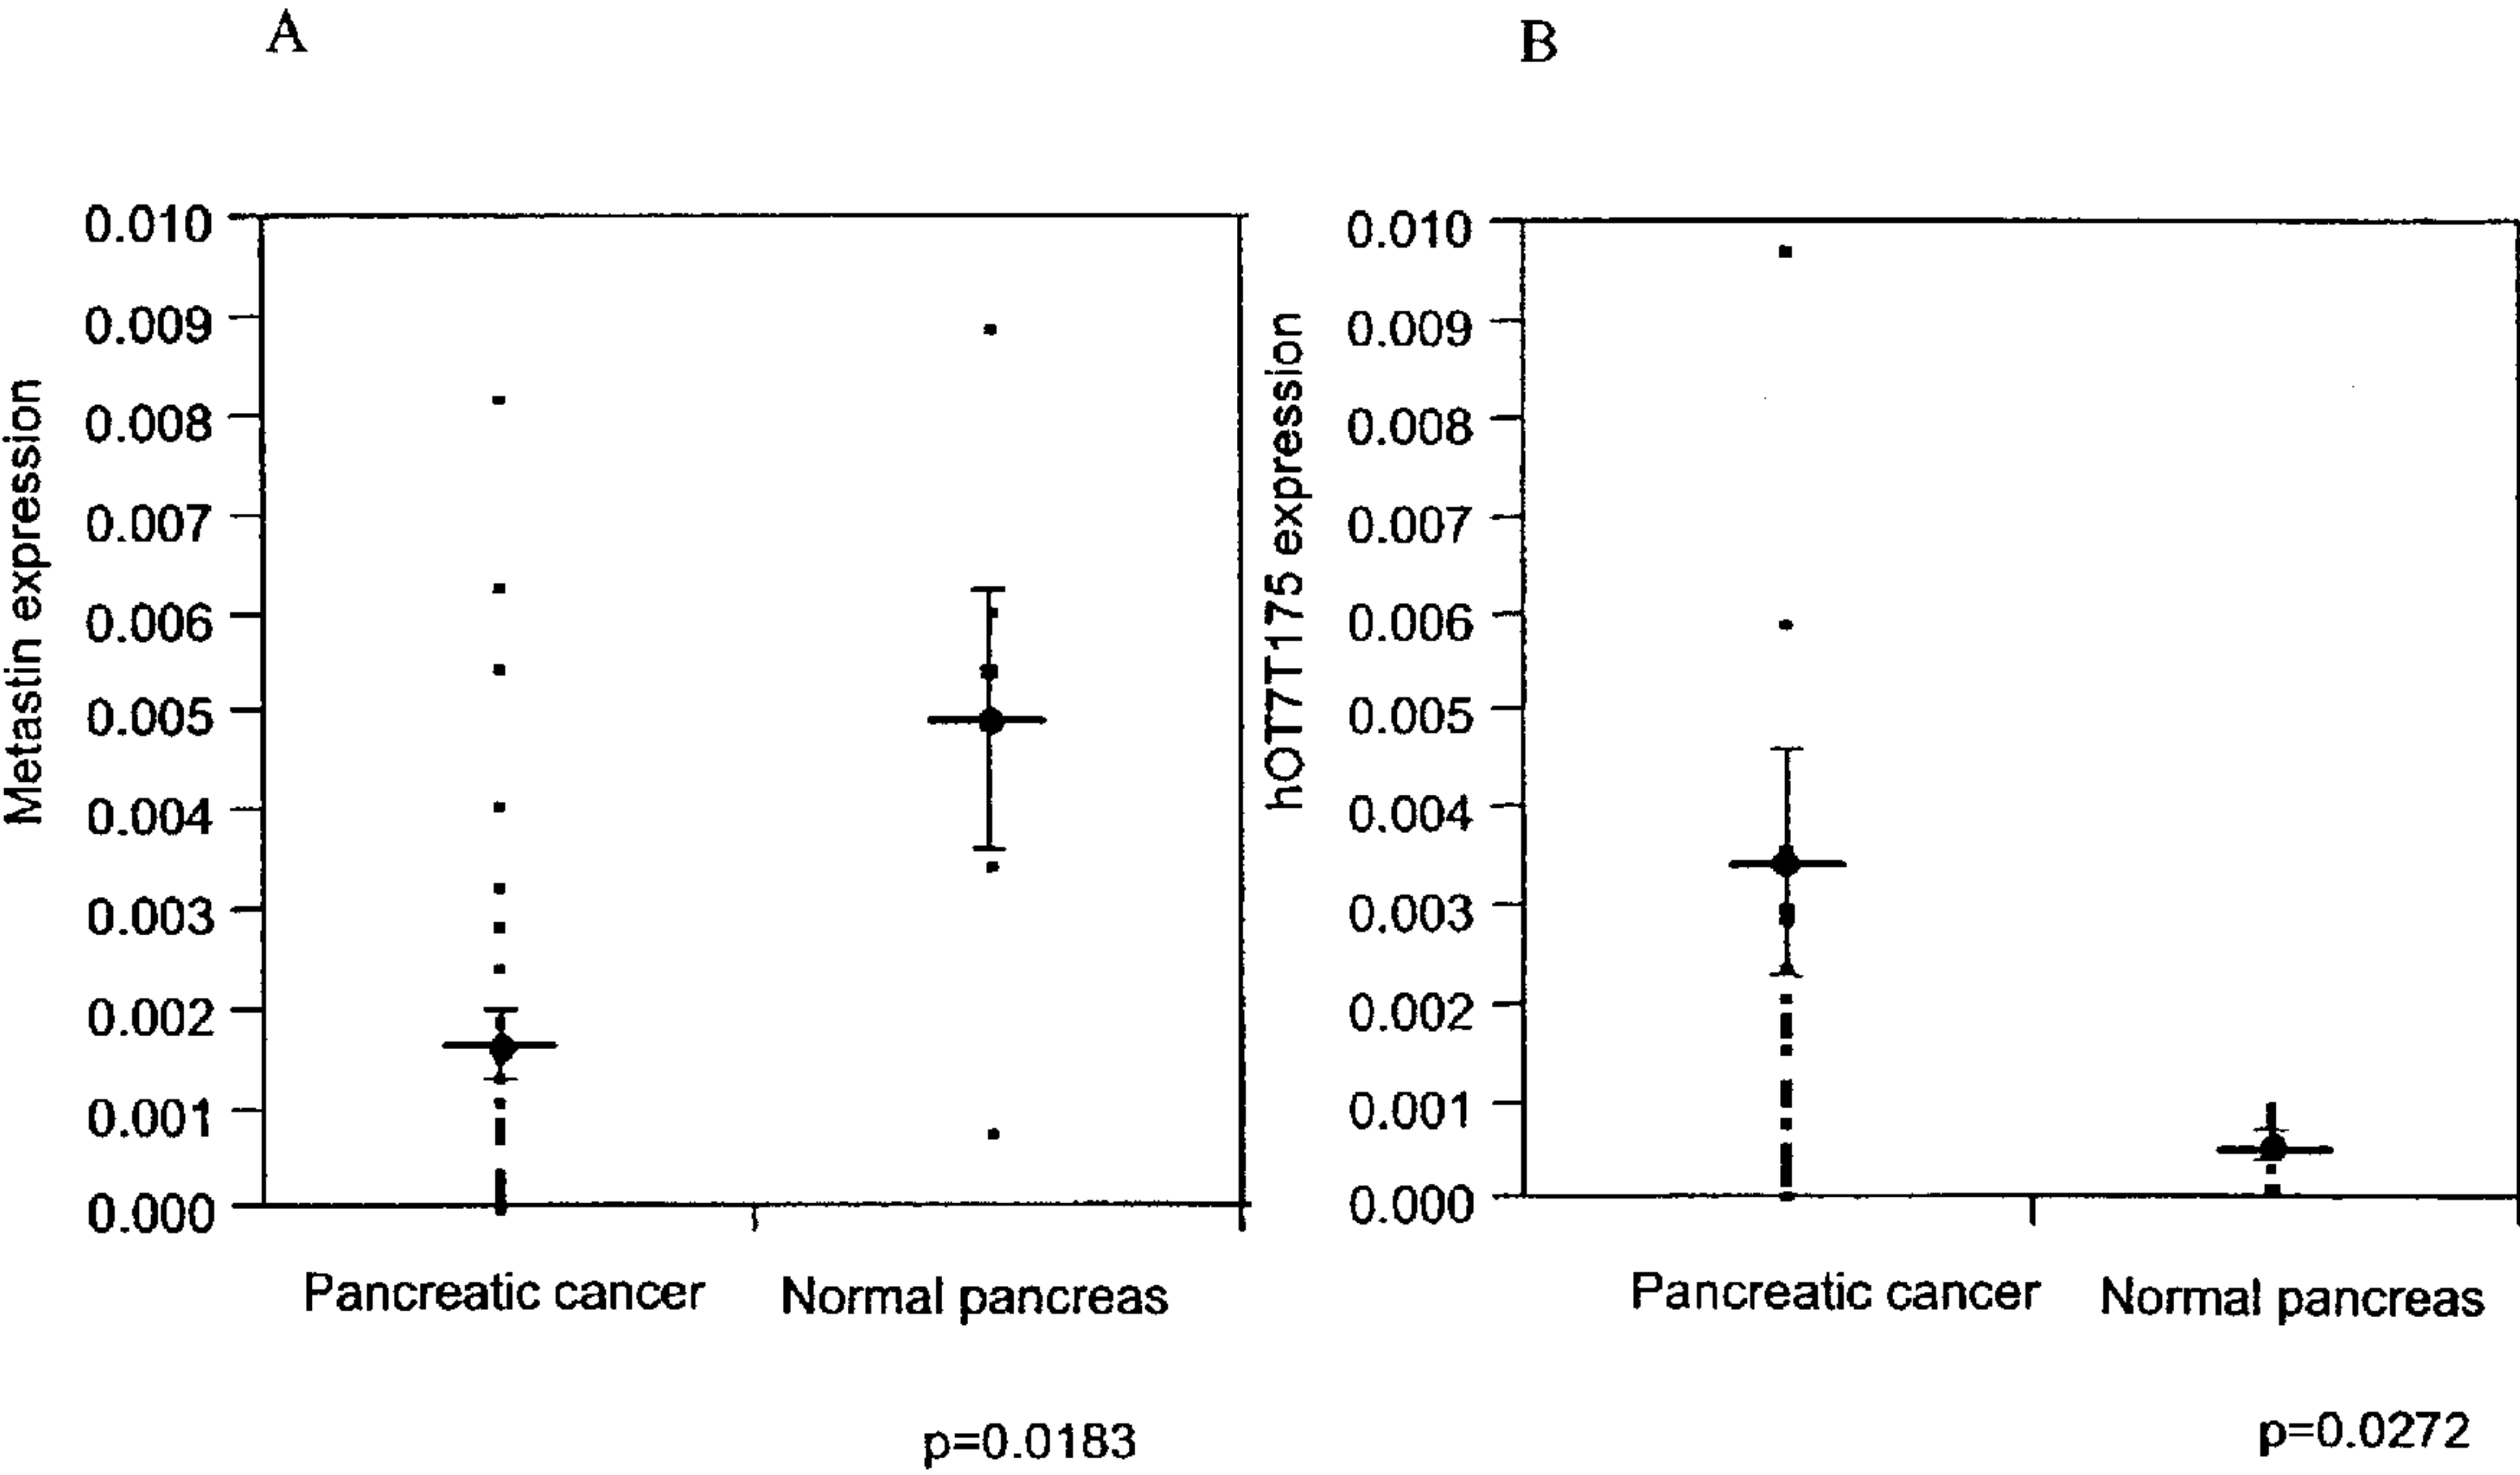 A
Metastin expression
0.010
0.009
0.008
0.007
0.006
0.005
0.004
0.003
0.002
0.001
0.000
Pancreatic cancer
Normal pancreas
p=0.0183
B
hOT7T175 expression
0.010
0.009
0.008
0.007
0.006
0.005
0.004
0.003
0.002
0.001
0.000
Pancreatic cancer
Normal pancreas
p=0.0272